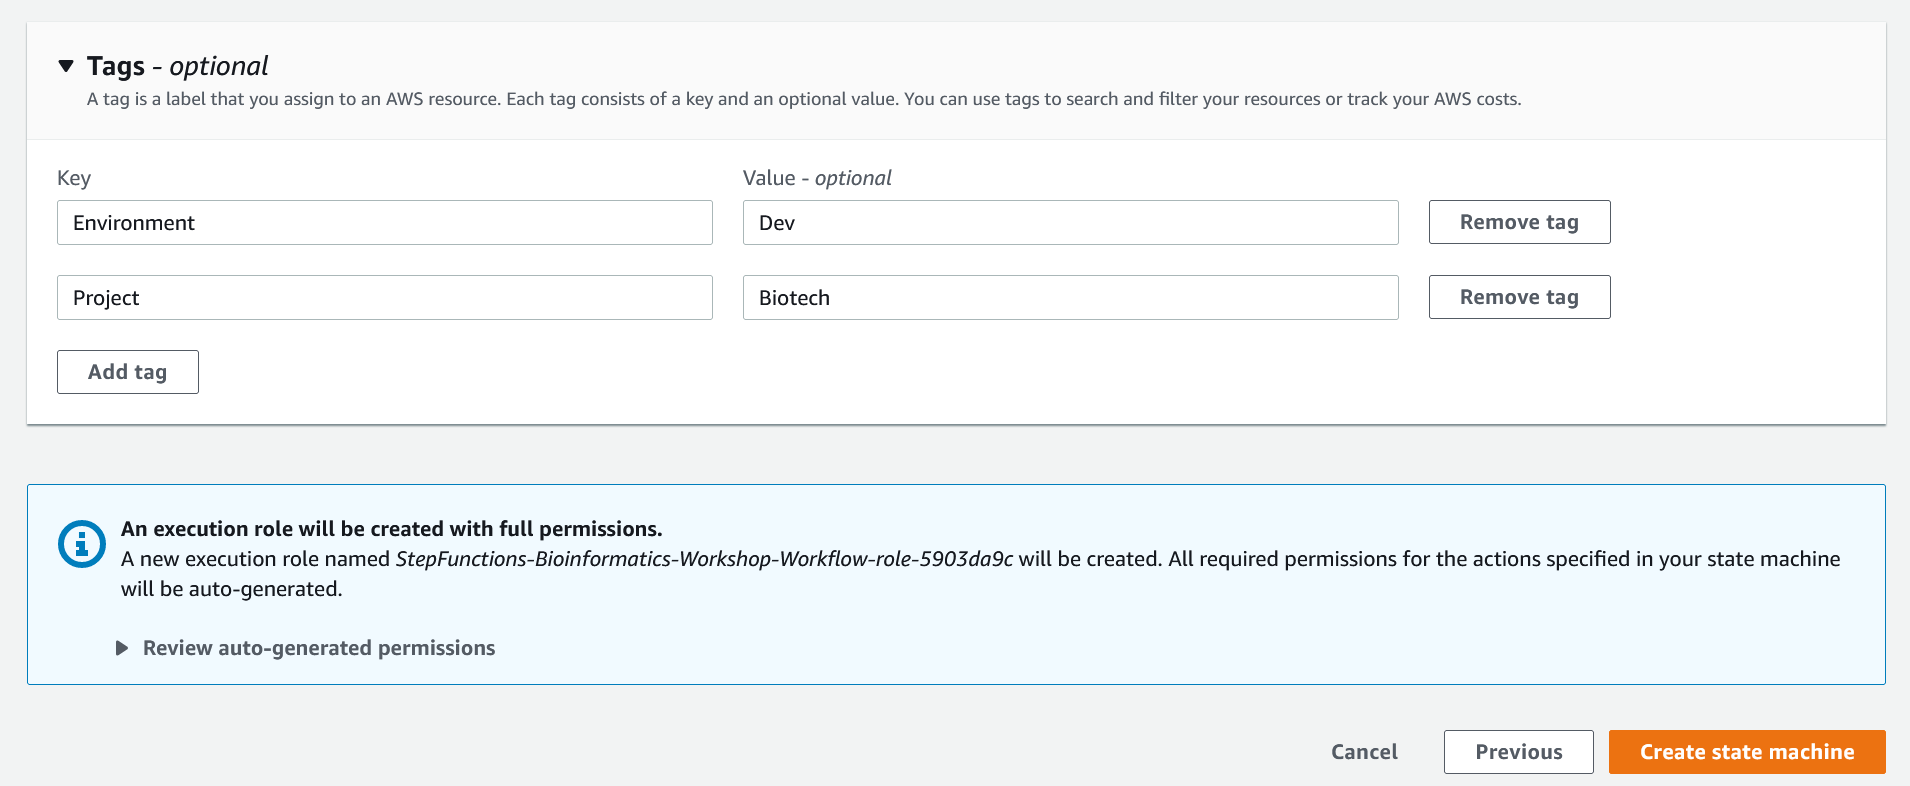 Tags - optional
A tag is a label that you assign to an AWS resource. Each tag consists of a key and an optional value. You can use tags to search and filter your resources or track your AWS costs.
Key
Value - optional
Environment
Dev
Remove tag
Project
Biotech
Remove tag
Add tag
An execution role will be created with full permissions.
A new execution role named StepFunctions-Bioinformatics-Workshop-Workflow-role-5903da9c will be created. All required permissions for the actions specified in your state machine
will be auto-generated.
Review auto-generated permissions
Cancel
Previous
Create state machine